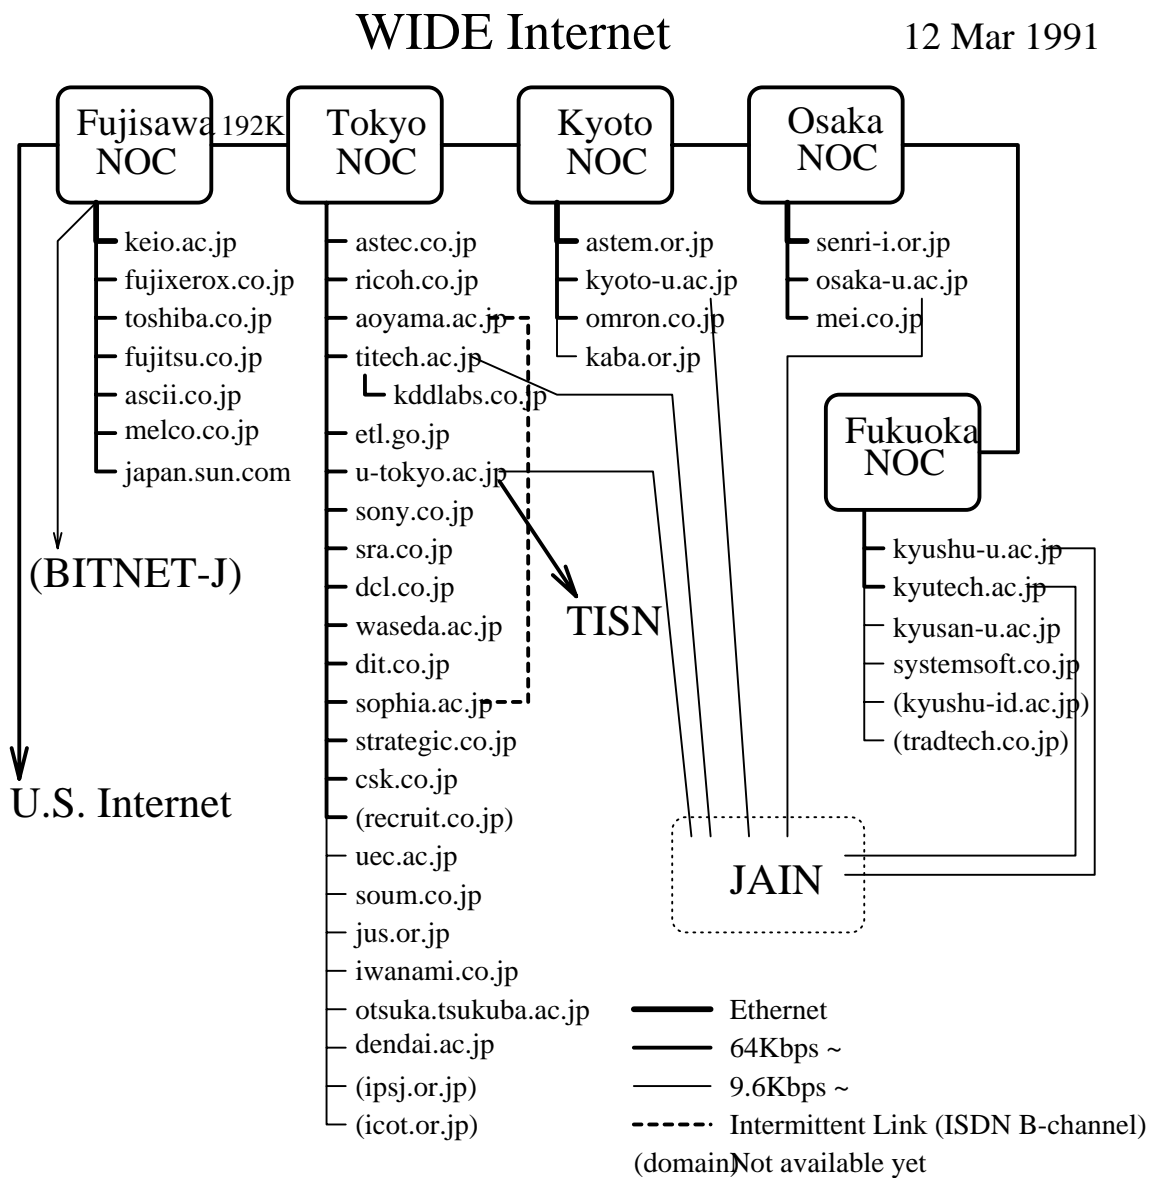 WIDE Internet
12 Mar 1991
Fujisawa
NOC
192K
Tokyo
NOC
Kyoto
NOC
Osaka
NOC
keio.ac.jp
fujixerox.co.jp
toshiba.co.jp
fujitsu.co.jp
ascii.co.jp
melco.co.jp
japan.sun.com
(BITNET-J)
U.S. Internet
astec.co.jp
ricoh.co.jp
aoyama.ac.jp
titech.ac.jp
kddlabs.co.jp
etl.go.jp
u-tokyo.ac.jp
sony.co.jp
sra.co.jp
dcl.co.jp
waseda.ac.jp
dit.co.jp
sophia.ac.jp
strategic.co.jp
csk.co.jp
(recruit.co.jp)
uec.ac.jp
soum.co.jp
jus.or.jp
iwanami.co.jp
otsuka.tsukuba.ac.jp
dendai.ac.jp
(ipsj.or.jp)
(icot.or.jp)
TISN
astem.or.jp
kyoto-u.ac.jp
omron.co.jp
kaba.or.jp
senri-i.or.jp
osaka-u.ac.jp
mei.co.jp
Fukuoka
NOC
kyushu-u.ac.jp
kyutech.ac.jp
kyusan-u.ac.jp
systemsoft.co.jp
(kyushu-id.ac.jp)
(tradtech.co.jp)
JAIN
Ethernet
64Kbps ~
9.6Kbps ~
Intermittent Link (ISDN B-channel)
(domain) Not available yet